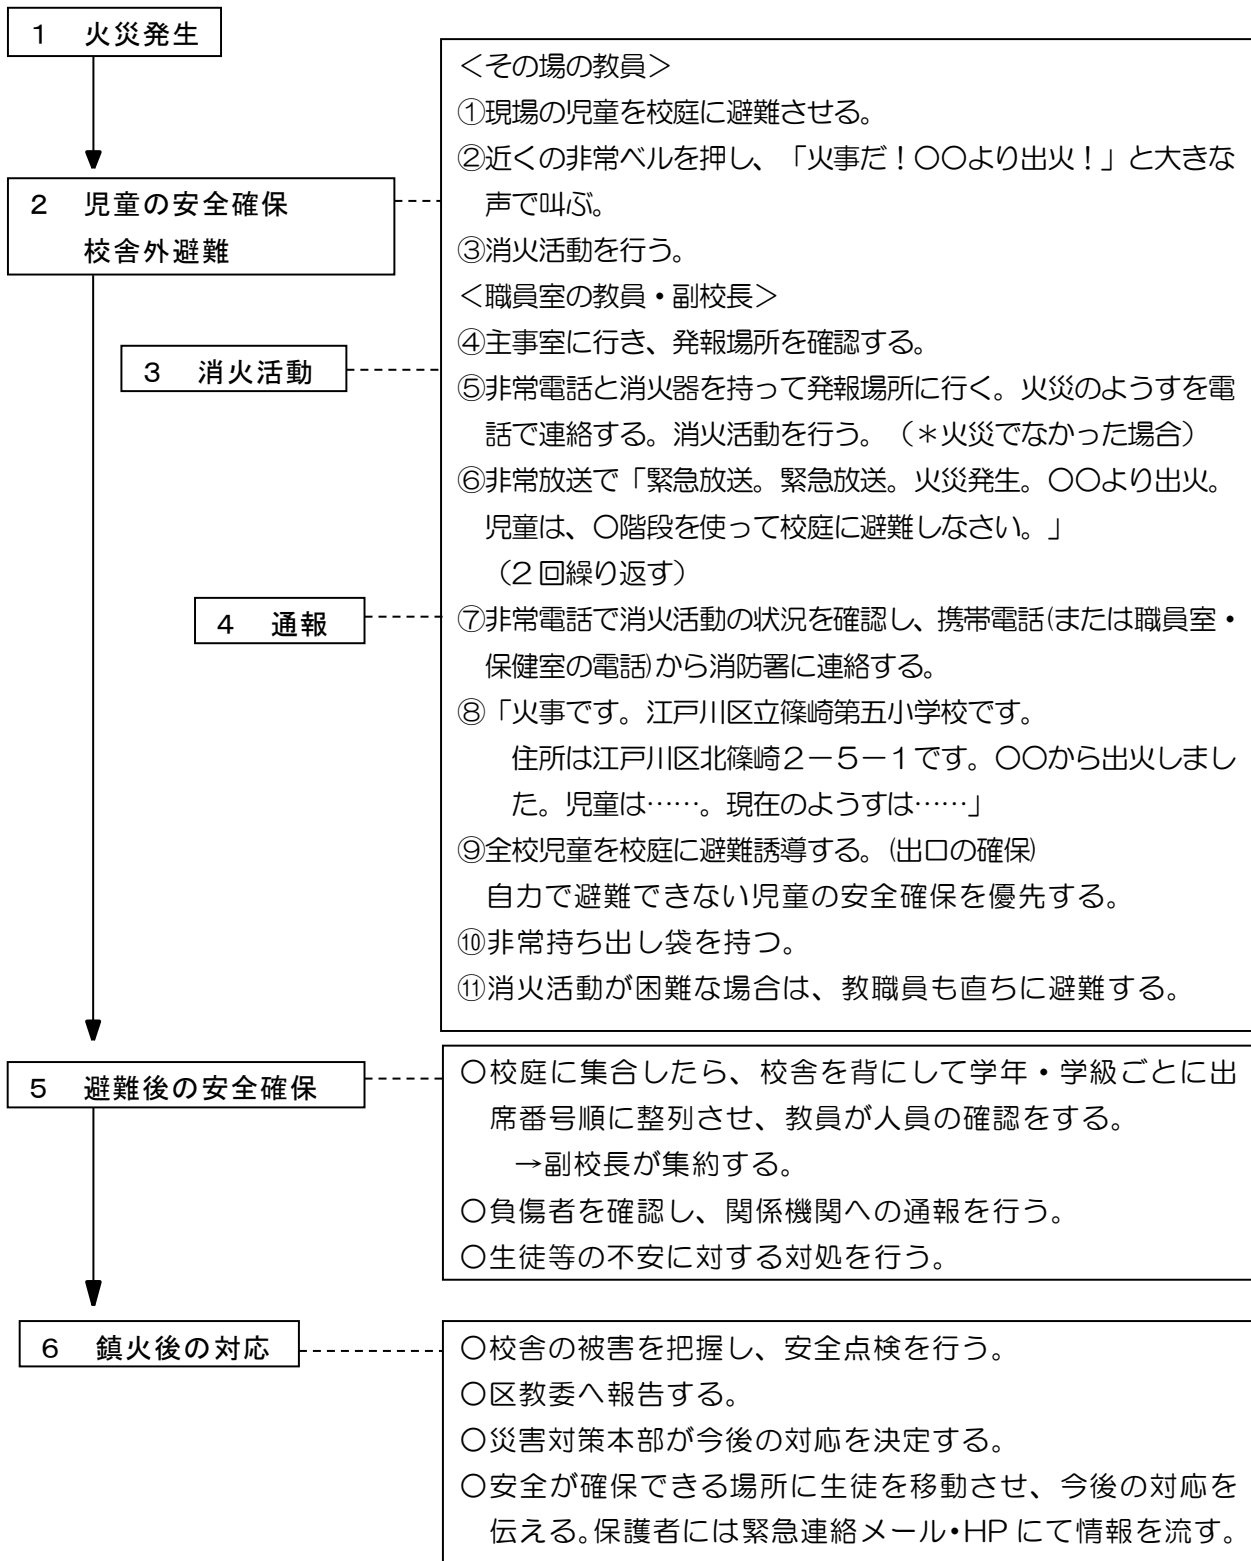 １　火災発生
＜その場の教員＞
①現場の児童を校庭に避難させる。
②近くの非常ベルを押し、「火事だ！〇〇より出火！」と大きな
声で叫ぶ。
③消火活動を行う。
２　児童の安全確保
校舎外避難
＜職員室の教員・副校長＞
④主事室に行き、発報場所を確認する。
３　消火活動
⑤非常電話と消火器を持って発報場所に行く。火災のようすを電
話で連絡する。消火活動を行う。（＊火災でなかった場合）
⑥非常放送で「緊急放送。緊急放送。火災発生。〇〇より出火。
児童は、〇階段を使って校庭に避難しなさい。」
（２回繰り返す）
４　通報
⑦非常電話で消火活動の状況を確認し、携帯電話(または職員室・
保健室の電話)から消防署に連絡する。
⑧「火事です。江戸川区立篠崎第五小学校です。
住所は江戸川区北篠崎２－５－１です。〇〇から出火しまし
た。児童は……。現在のようすは……」
⑨全校児童を校庭に避難誘導する。(出口の確保)
自力で避難できない児童の安全確保を優先する。
⑩非常持ち出し袋を持つ。
⑪消火活動が困難な場合は、教職員も直ちに避難する。
５　避難後の安全確保
〇校庭に集合したら、校舎を背にして学年・学級ごとに出
席番号順に整列させ、教員が人員の確認をする。
→副校長が集約する。
〇負傷者を確認し、関係機関への通報を行う。
〇生徒等の不安に対する対処を行う。
６　鎮火後の対応
〇校舎の被害を把握し、安全点検を行う。
〇区教委へ報告する。
〇災害対策本部が今後の対応を決定する。
〇安全が確保できる場所に生徒を移動させ、今後の対応を
伝える。保護者には緊急連絡メール・HP にて情報を流す。